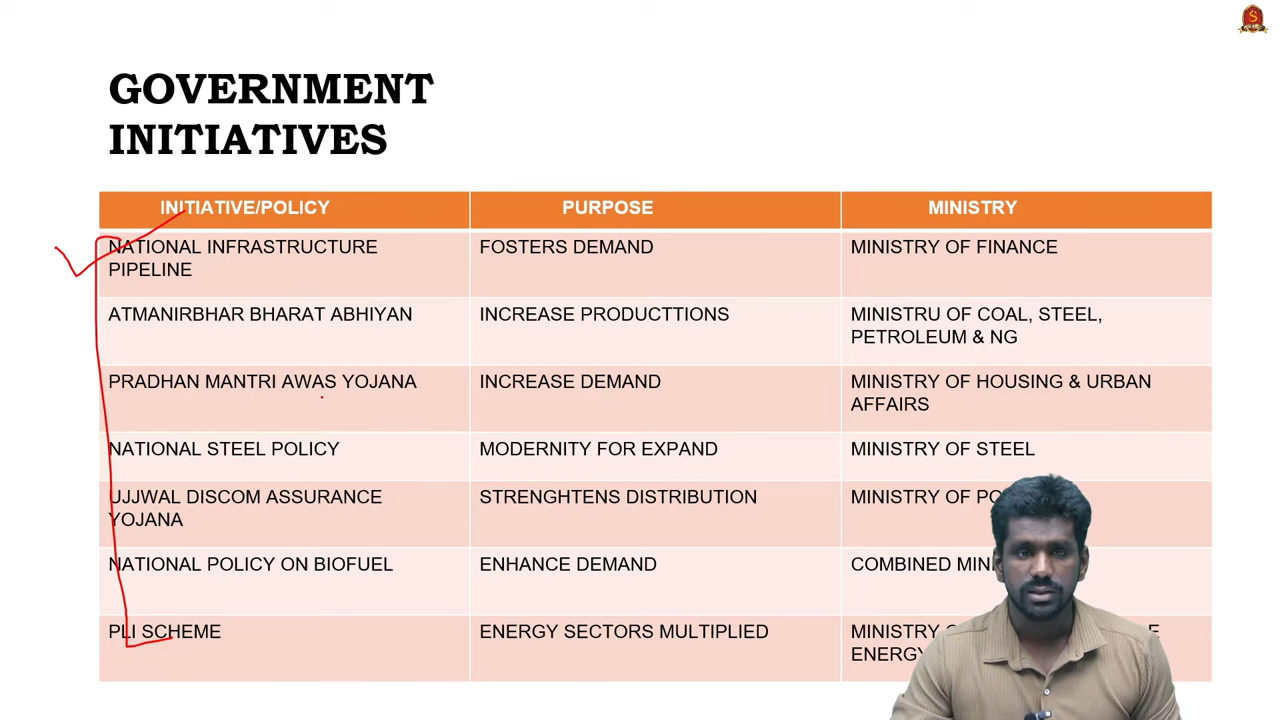 GOVERNMENT
INITIATIVES
INITIATIVE/POLICY PURPOSE MINISTRY
NATIONAL INFRASTRUCTURE
PIPELINE
FOSTERS DEMAND
MINISTRY OF FINANCE
ATMANIRBHAR BHARAT ABHIYAN
INCREASE PRODUCTTIONS
MINISTRU OF COAL, STEEL,
PETROLEUM & NG
PRADHAN MANTRI AWAS YOJANA
INCREASE DEMAND
MINISTRY OF HOUSING & URBAN
AFFAIRS
NATIONAL STEEL POLICY
MODERNITY FOR EXPAND
MINISTRY OF STEEL
UJJWAL DISCOM ASSURANCE
YOJANA
STRENGHTENS DISTRIBUTION
MINISTRY OF
NATIONAL POLICY ON BIOFUEL
ENHANCE DEMAND
COMBINED
PLI SCHEME
ENERGY SECTORS MULTIPLIED
MINISTRY
ENERGY